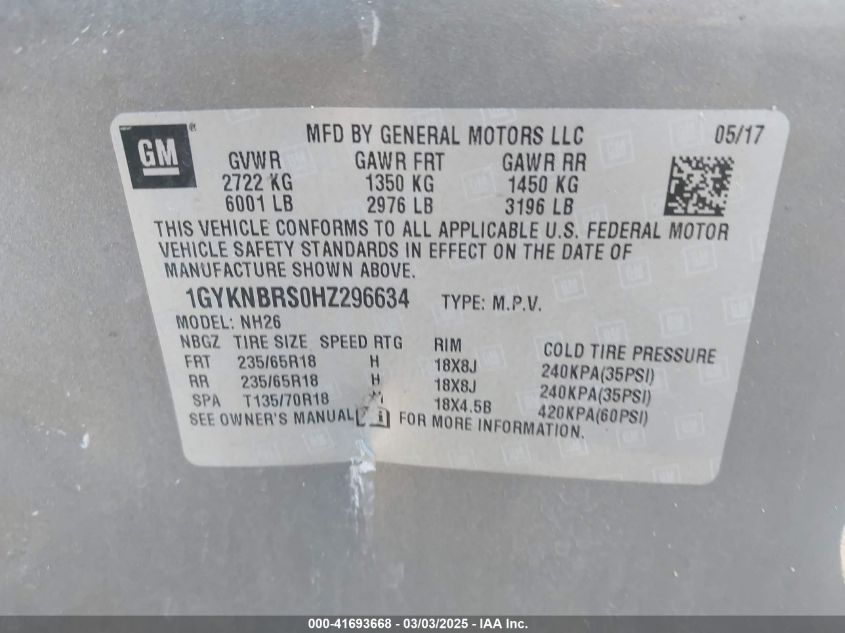 GM ®
MFD BY GENERAL MOTORS LLC 05/17
GVWR GAWR FRT GAWR RR
2722 KG 1350 KG 1450 KG
6001 LB 2976 LB 3196 LB
THIS VEHICLE CONFORMS TO ALL APPLICABLE U.S. FEDERAL MOTOR
VEHICLE SAFETY STANDARDS IN EFFECT ON THE DATE OF
MANUFACTURE SHOWN ABOVE.
1GYKNBRS0HZ296634 TYPE: M.P.V.
MODEL: NH26
NBGZ TIRE SIZE SPEED RTG RIM COLD TIRE PRESSURE
FRT 235/65R18 H 18X8J 240KPA(35PSI)
RR 235/65R18 H 18X8J 240KPA(35PSI)
SPA T135/70R18 18X4.5B 420KPA(60PSI)
SEE OWNER'S MANUAL FOR MORE INFORMATION.
000-41693668 - 03/03/2025 - IAA Inc.